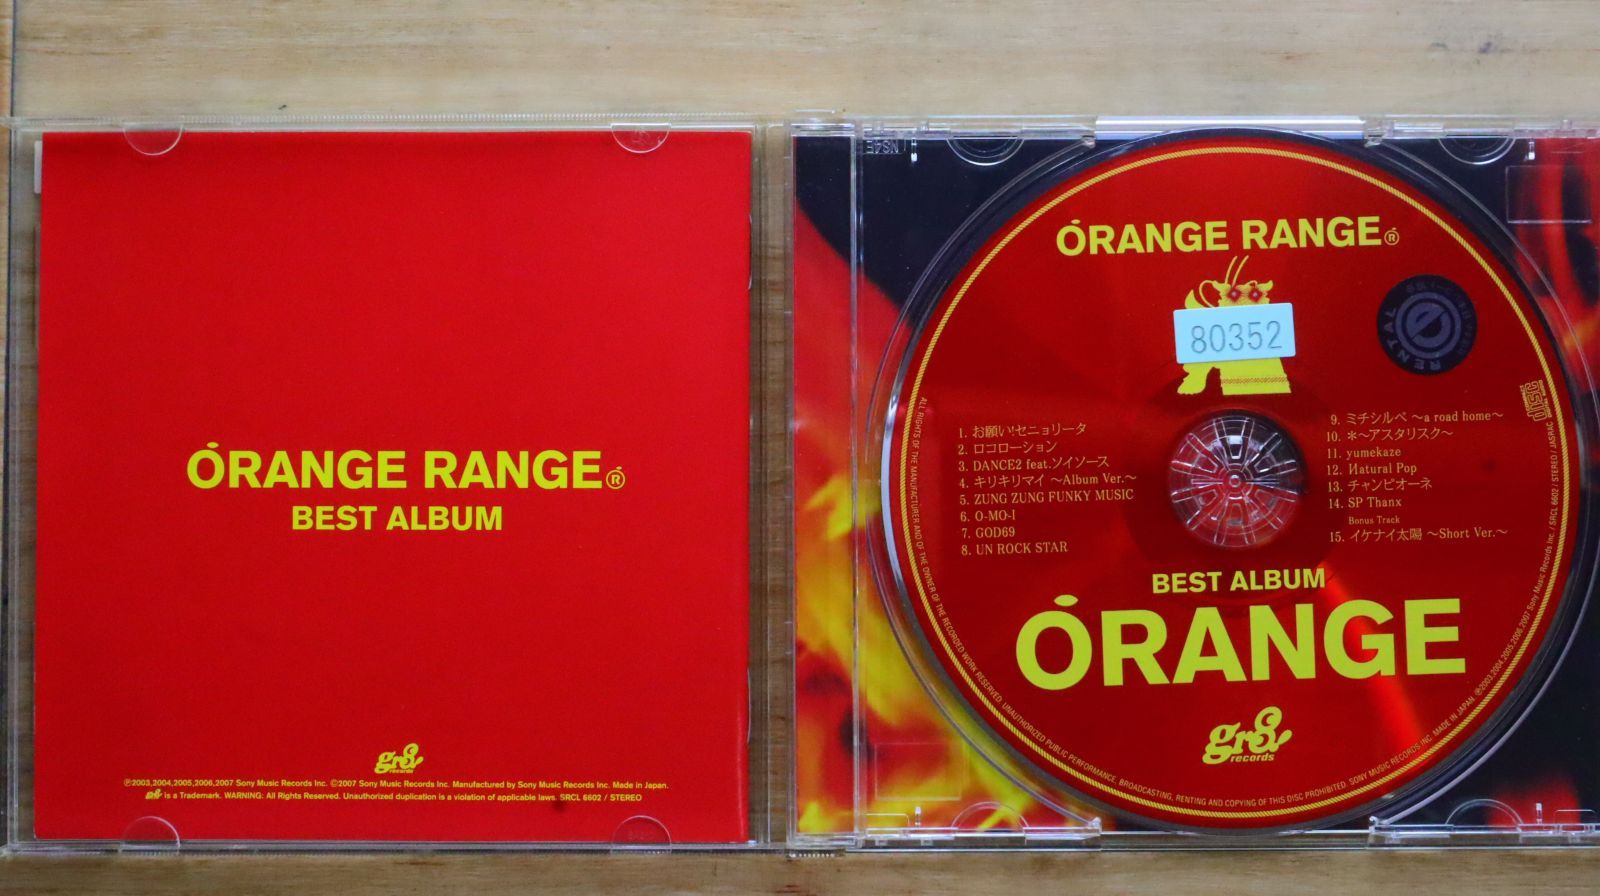 ORANGE RANGE®
BEST ALBUM
gr8! records
℗2003,2004,2005,2006,2007 Sony Music Records Inc. ©2007 Sony Music Records Inc. Manufactured by Sony Music Records Inc. Made in Japan.
gr8! is a Trademark. WARNING: All Rights Reserved. Unauthorized duplication is a violation of applicable laws. SRCL 6602 / STEREO
ORANGE RANGE®
80352
RENTAL
1. お願い!セニョリータ
2. ロコローション
3. DANCE2 feat.ソイソース
4. キリキリマイ 〜Album Ver.〜
5. ZUNG ZUNG FUNKY MUSIC
6. O-MO-I
7. GOD69
8. UN ROCK STAR
9. ミチシルベ 〜a road home〜
10. *〜アスタリスク〜
11. yumekaze
12. Иatural Pop
13. チャンピオーネ
14. SP Thanx
Bonus Track
15. イケナイ太陽 〜Short Ver.〜
BEST ALBUM
ORANGE
gr8! records
ALL RIGHTS OF THE MANUFACTURER AND OF THE OWNER OF THE RECORDED WORK RESERVED. UNAUTHORIZED PUBLIC PERFORMANCE, BROADCASTING, RENTING AND COPYING OF THIS DISC PROHIBITED. SONY MUSIC RECORDS INC. MADE IN JAPAN. ℗2003,2004,2005,2006,2007 Sony Music Records Inc. / SRCL 6602 / STEREO / JASRAC